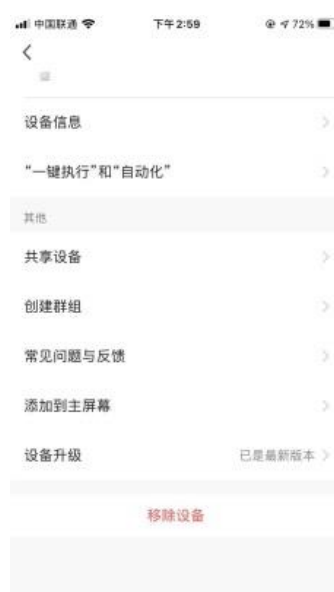 中国联通 下午2:59 72%
设备信息
“一键执行”和“自动化”
其他
共享设备
创建群组
常见问题与反馈
添加到主屏幕
设备升级 已是最新版本
移除设备